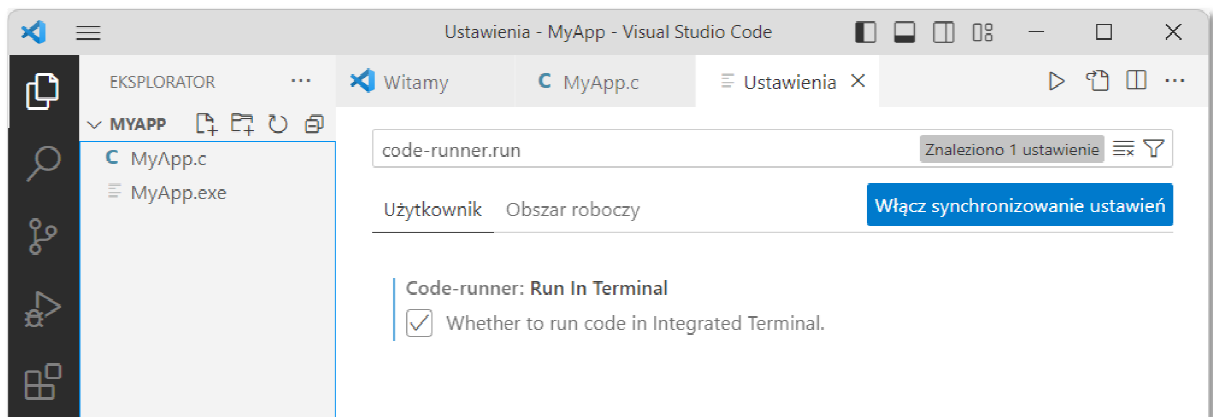 Ustawienia - MyApp - Visual Studio Code
EKSPLORATOR
MYAPP
C MyApp.c
MyApp.exe
Witamy
C MyApp.c
Ustawienia
code-runner.run
Znaleziono 1 ustawienie
Użytkownik
Obszar roboczy
Włącz synchronizowanie ustawień
Code-runner: Run In Terminal
Whether to run code in Integrated Terminal.